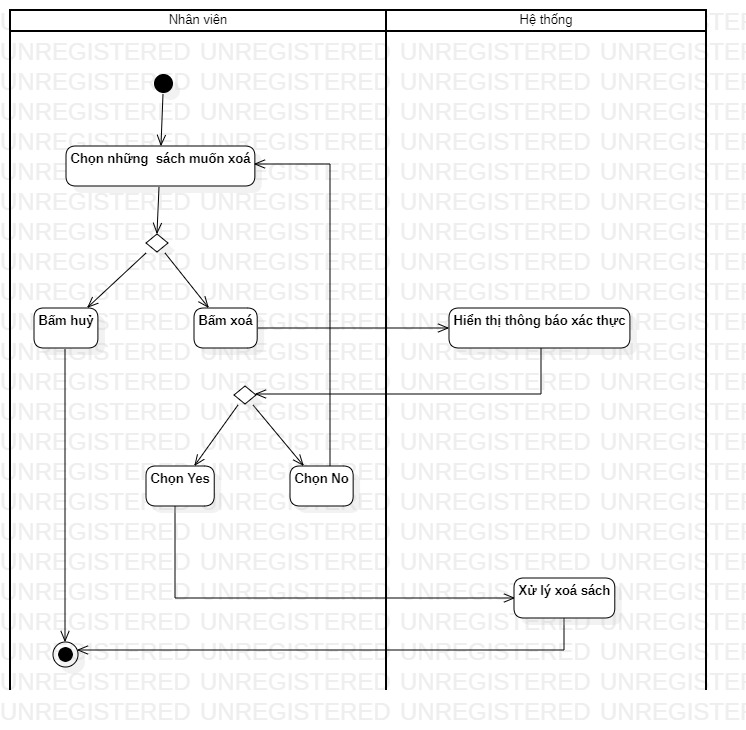 Nhân viên
Hệ thống
Chọn những  sách muốn xoá
Bấm huỷ
Bấm xoá
Hiển thị thông báo xác thực
Chọn Yes
Chọn No
Xử lý xoá sách
UNREGISTERED